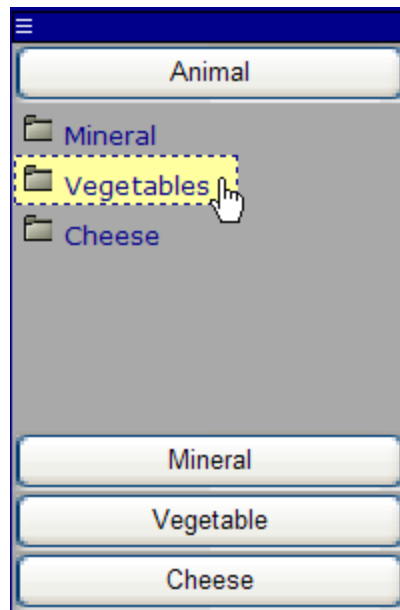 Animal
Mineral
Vegetables
Cheese
Mineral
Vegetable
Cheese